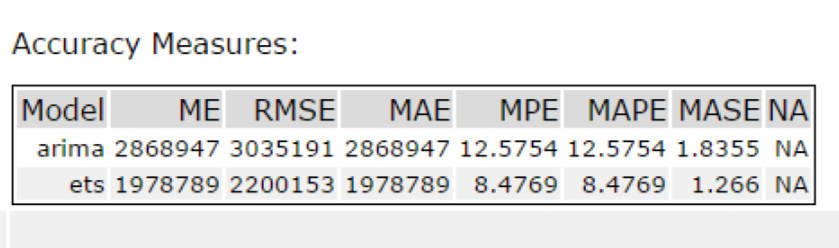 Accuracy Measures:
Model ME RMSE MAE MPE MAPE MASE NA
arima 2868947 3035191 2868947 12.5754 12.5754 1.8355 NA
ets 1978789 2200153 1978789 8.4769 8.4769 1.266 NA